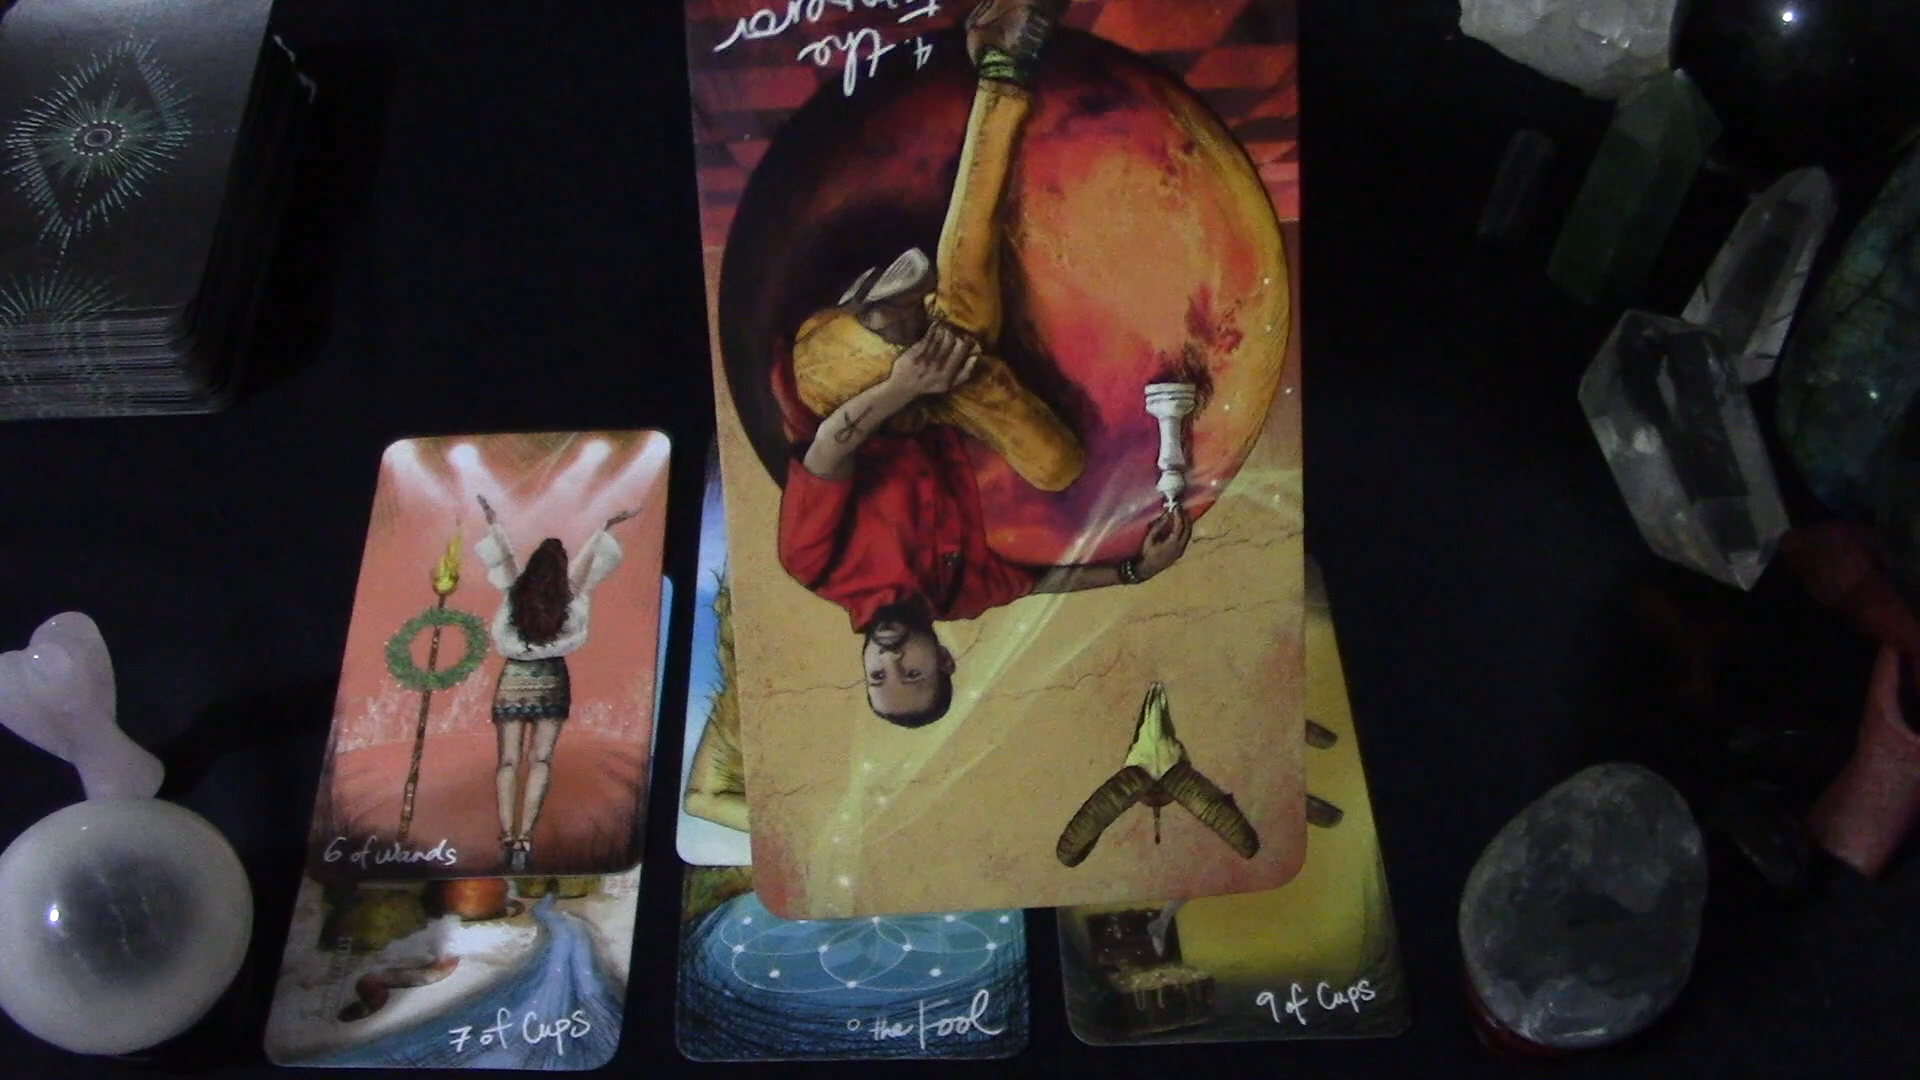 4.
the
Emperor
6 of wands
7 of Cups
0 the Fool
9 of Cups